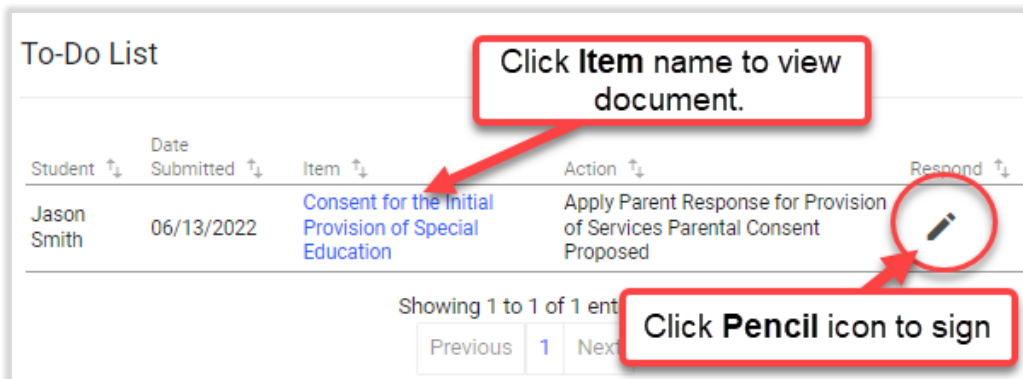 To-Do List
Click Item name to view
document.
Student
Date
Submitted
Item
Action
Respond
Jason
Smith
06/13/2022
Consent for the Initial
Provision of Special
Education
Apply Parent Response for Provision
of Services Parental Consent
Proposed
Showing 1 to 1 of 1 ent
Click Pencil icon to sign
Previous 1 Next